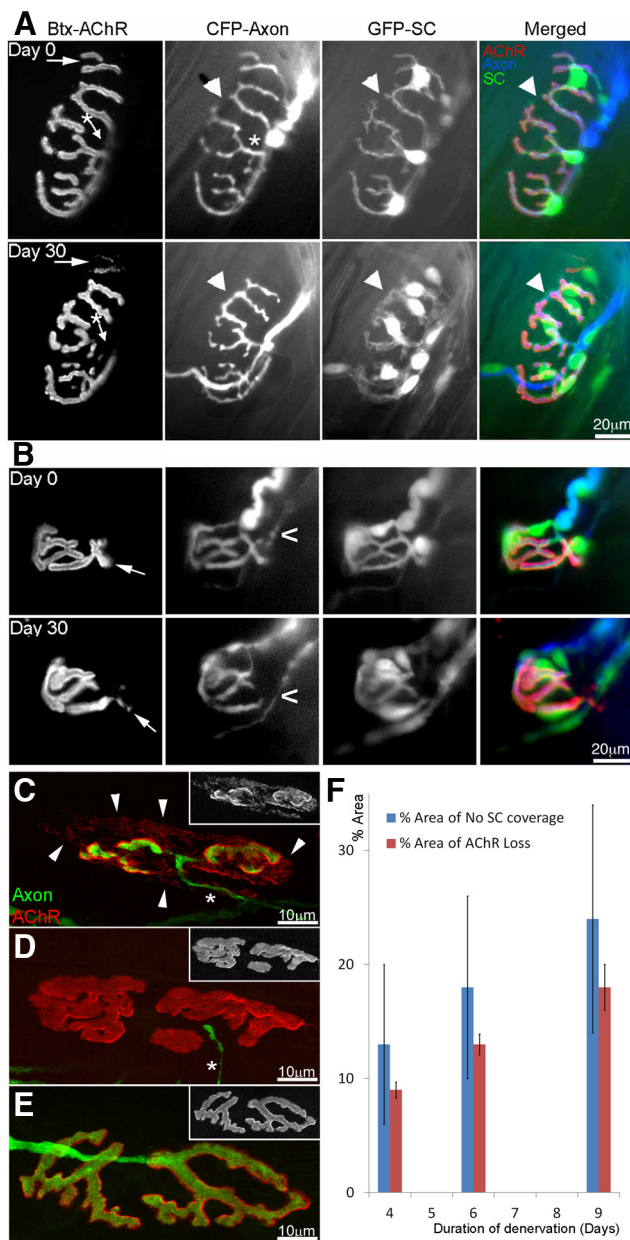 A
Btx-AChR CFP-Axon GFP-SC Merged
Day 0
AChR
Axon
SC
*
*
Day 30
*
20μm
B
Day 0
<
Day 30
<
20μm
C
Axon
AChR
*
10μm
D
*
10μm
E
10μm
F
% Area
% Area of No SC coverage
% Area of AChR Loss
30
20
10
0
4 5 6 7 8 9
Duration of denervation (Days)